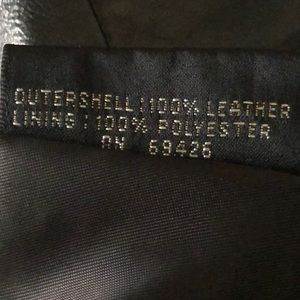 OUTERSHELL:100% LEATHER
LINING:100% POLYESTER
RN 69426